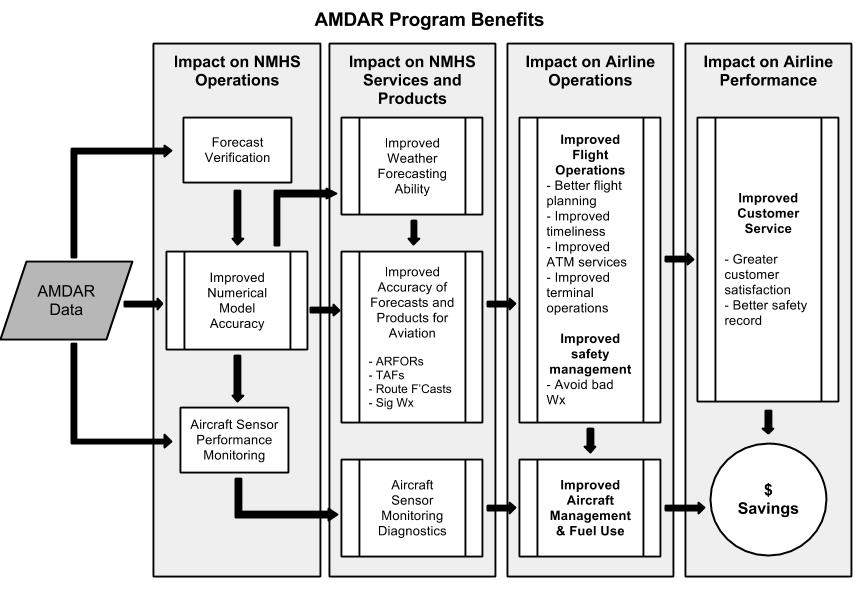 AMDAR Program Benefits
AMDAR
Data
Impact on NMHS
Operations
Forecast
Verification
Improved
Numerical
Model
Accuracy
Aircraft Sensor
Performance
Monitoring
Impact on NMHS
Services and
Products
Improved
Weather
Forecasting
Ability
Improved
Accuracy of
Forecasts and
Products for
Aviation
- ARFORs
- TAFs
- Route F'Casts
- Sig Wx
Aircraft
Sensor
Monitoring
Diagnostics
Impact on Airline
Operations
Improved
Flight
Operations
- Better flight
planning
- Improved
timeliness
- Improved
ATM services
- Improved
terminal
operations
Improved
safety
management
- Avoid bad
Wx
Improved
Aircraft
Management
& Fuel Use
Impact on Airline
Performance
Improved
Customer
Service
- Greater
customer
satisfaction
- Better safety
record
$
Savings